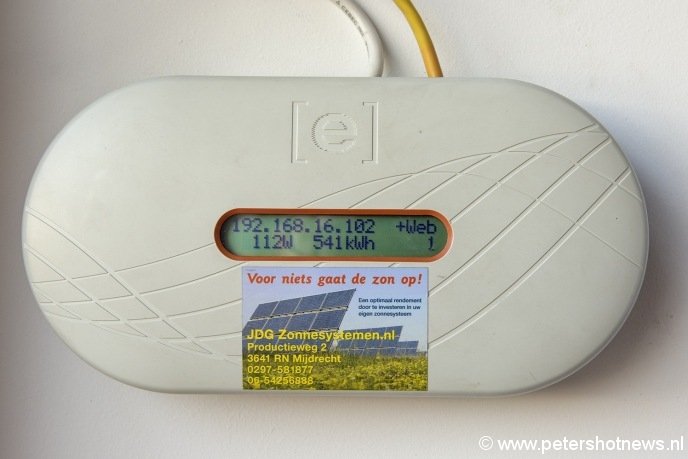 [e]
192.168.16.102 +Web
112W 541kWh 1
Voor niets gaat de zon op!
Een optimaal rendement
door te investeren in uw
eigen zonnesysteem
JDG Zonnesystemen.nl
Productieweg 2
3641 RN Mijdrecht
0297-581877
06-54256888
© www.petershotnews.nl